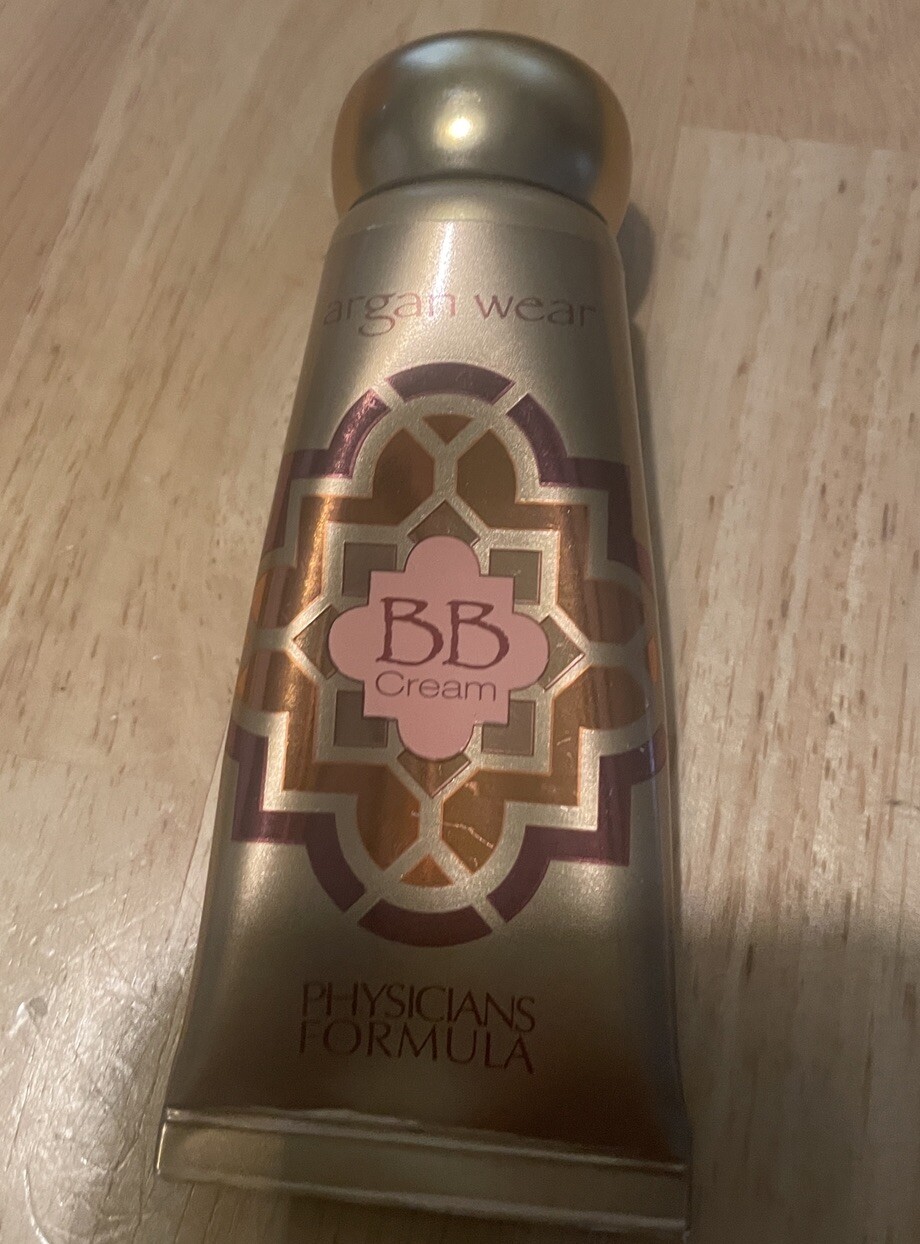 argan wear
BB
Cream
PHYSICIANS
FORMULA